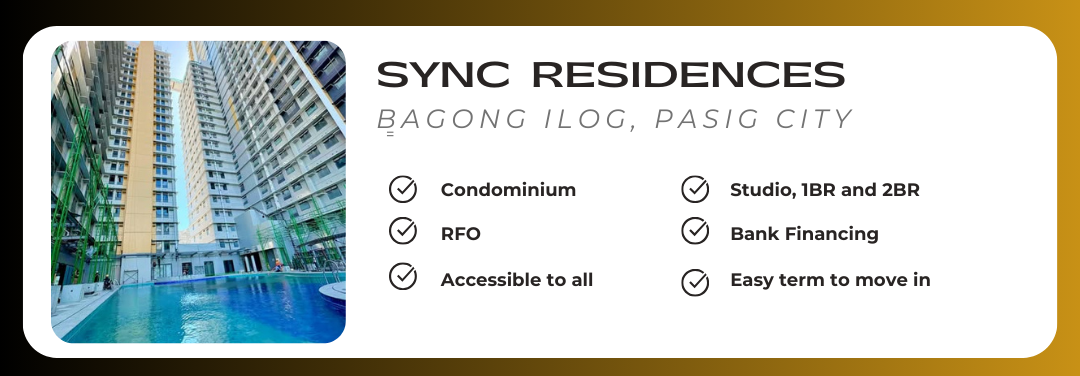 SYNC RESIDENCES
BAGONG ILOG, PASIG CITY
=
Condominium
RFO
Accessible to all
Studio, 1BR and 2BR
Bank Financing
Easy term to move in